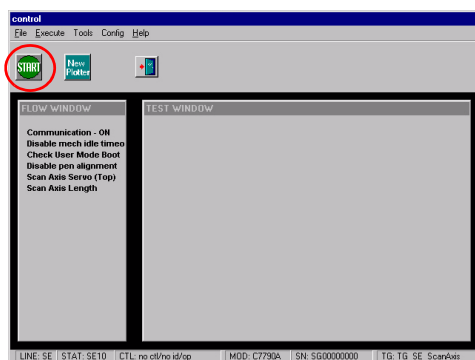 control
File Execute Tools Config Help
START
New
Plotter
FLOW WINDOW
TEST WINDOW
Communication - ON
Disable mech idle timeo
Check User Mode Boot
Disable pen alignment
Scan Axis Servo (Top)
Scan Axis Length
LINE: SE STAT: SE10 CTL: no ctl/no id/op MOD: C7790A SN: SG00000000 TG: TG_SE_ScanAxis